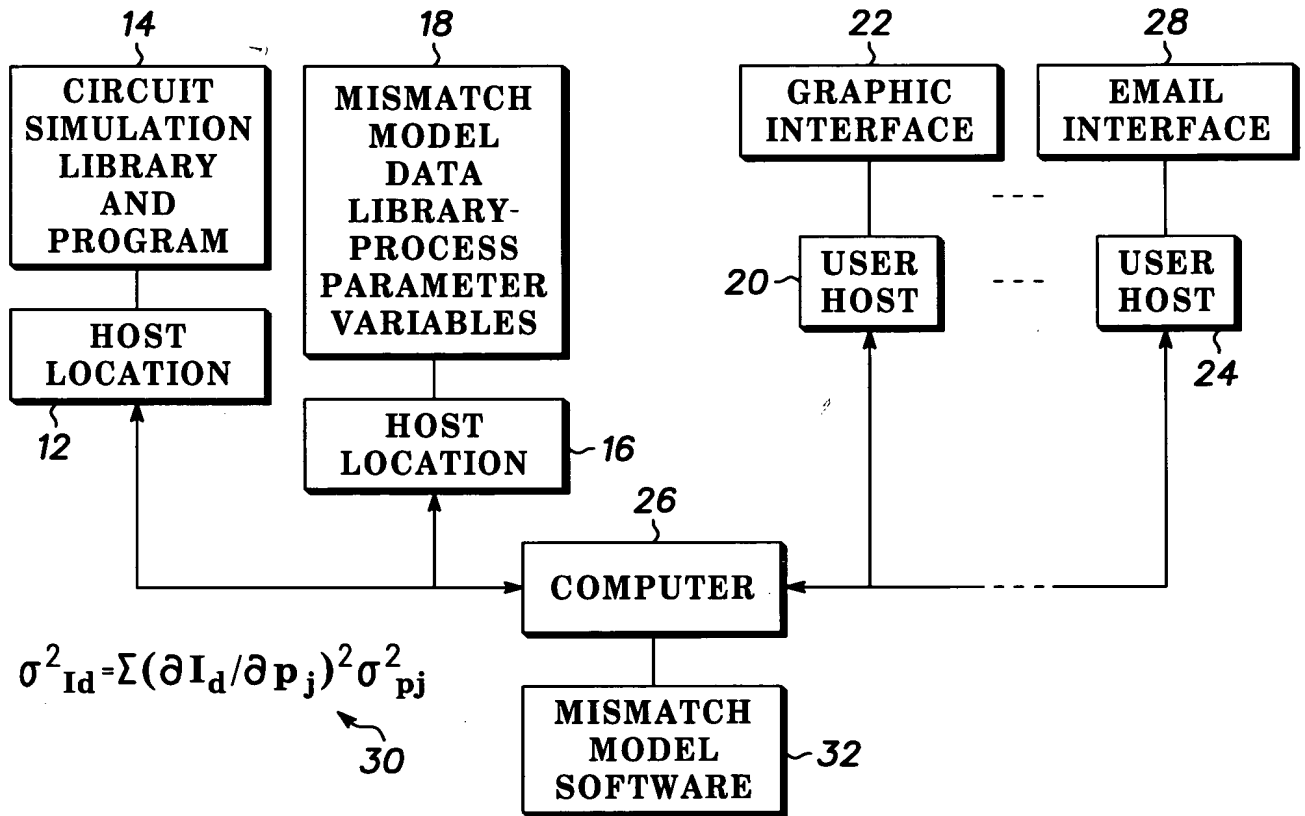 14
CIRCUIT
SIMULATION
LIBRARY
AND
PROGRAM
HOST
LOCATION
12
18
MISMATCH
MODEL
DATA
LIBRARY-
PROCESS
PARAMETER
VARIABLES
HOST
LOCATION
16
22
GRAPHIC
INTERFACE
20
USER
HOST
28
EMAIL
INTERFACE
USER
HOST
24
26
COMPUTER
MISMATCH
MODEL
SOFTWARE
32
σ²Id=Σ(∂Id/∂pj)²σ²pj
30